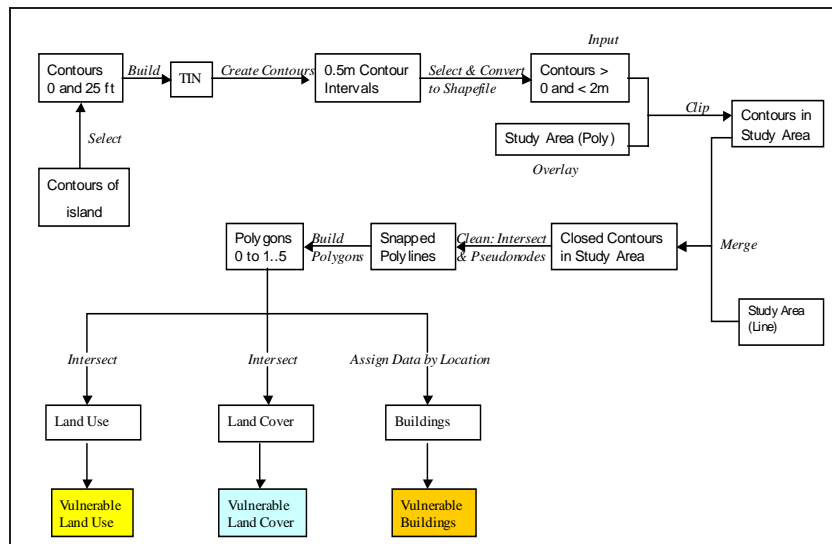 Input
Contours
0 and 25 ft
Build
TIN
Create Contours
0.5m Contour
Intervals
Select & Convert
to Shapefile
Contours >
0 and < 2m
Clip
Contours in
Study Area
Select
Study Area (Poly)
Overlay
Contours of
island
Polygons
0 to 1..5
Build
Polygons
Snapped
Polylines
Clean: Intersect
& Pseudonodes
Closed Contours
in Study Area
Merge
Study Area
(Line)
Intersect
Intersect
Assign Data by Location
Land Use
Land Cover
Buildings
Vulnerable
Land Use
Vulnerable
Land Cover
Vulnerable
Buildings